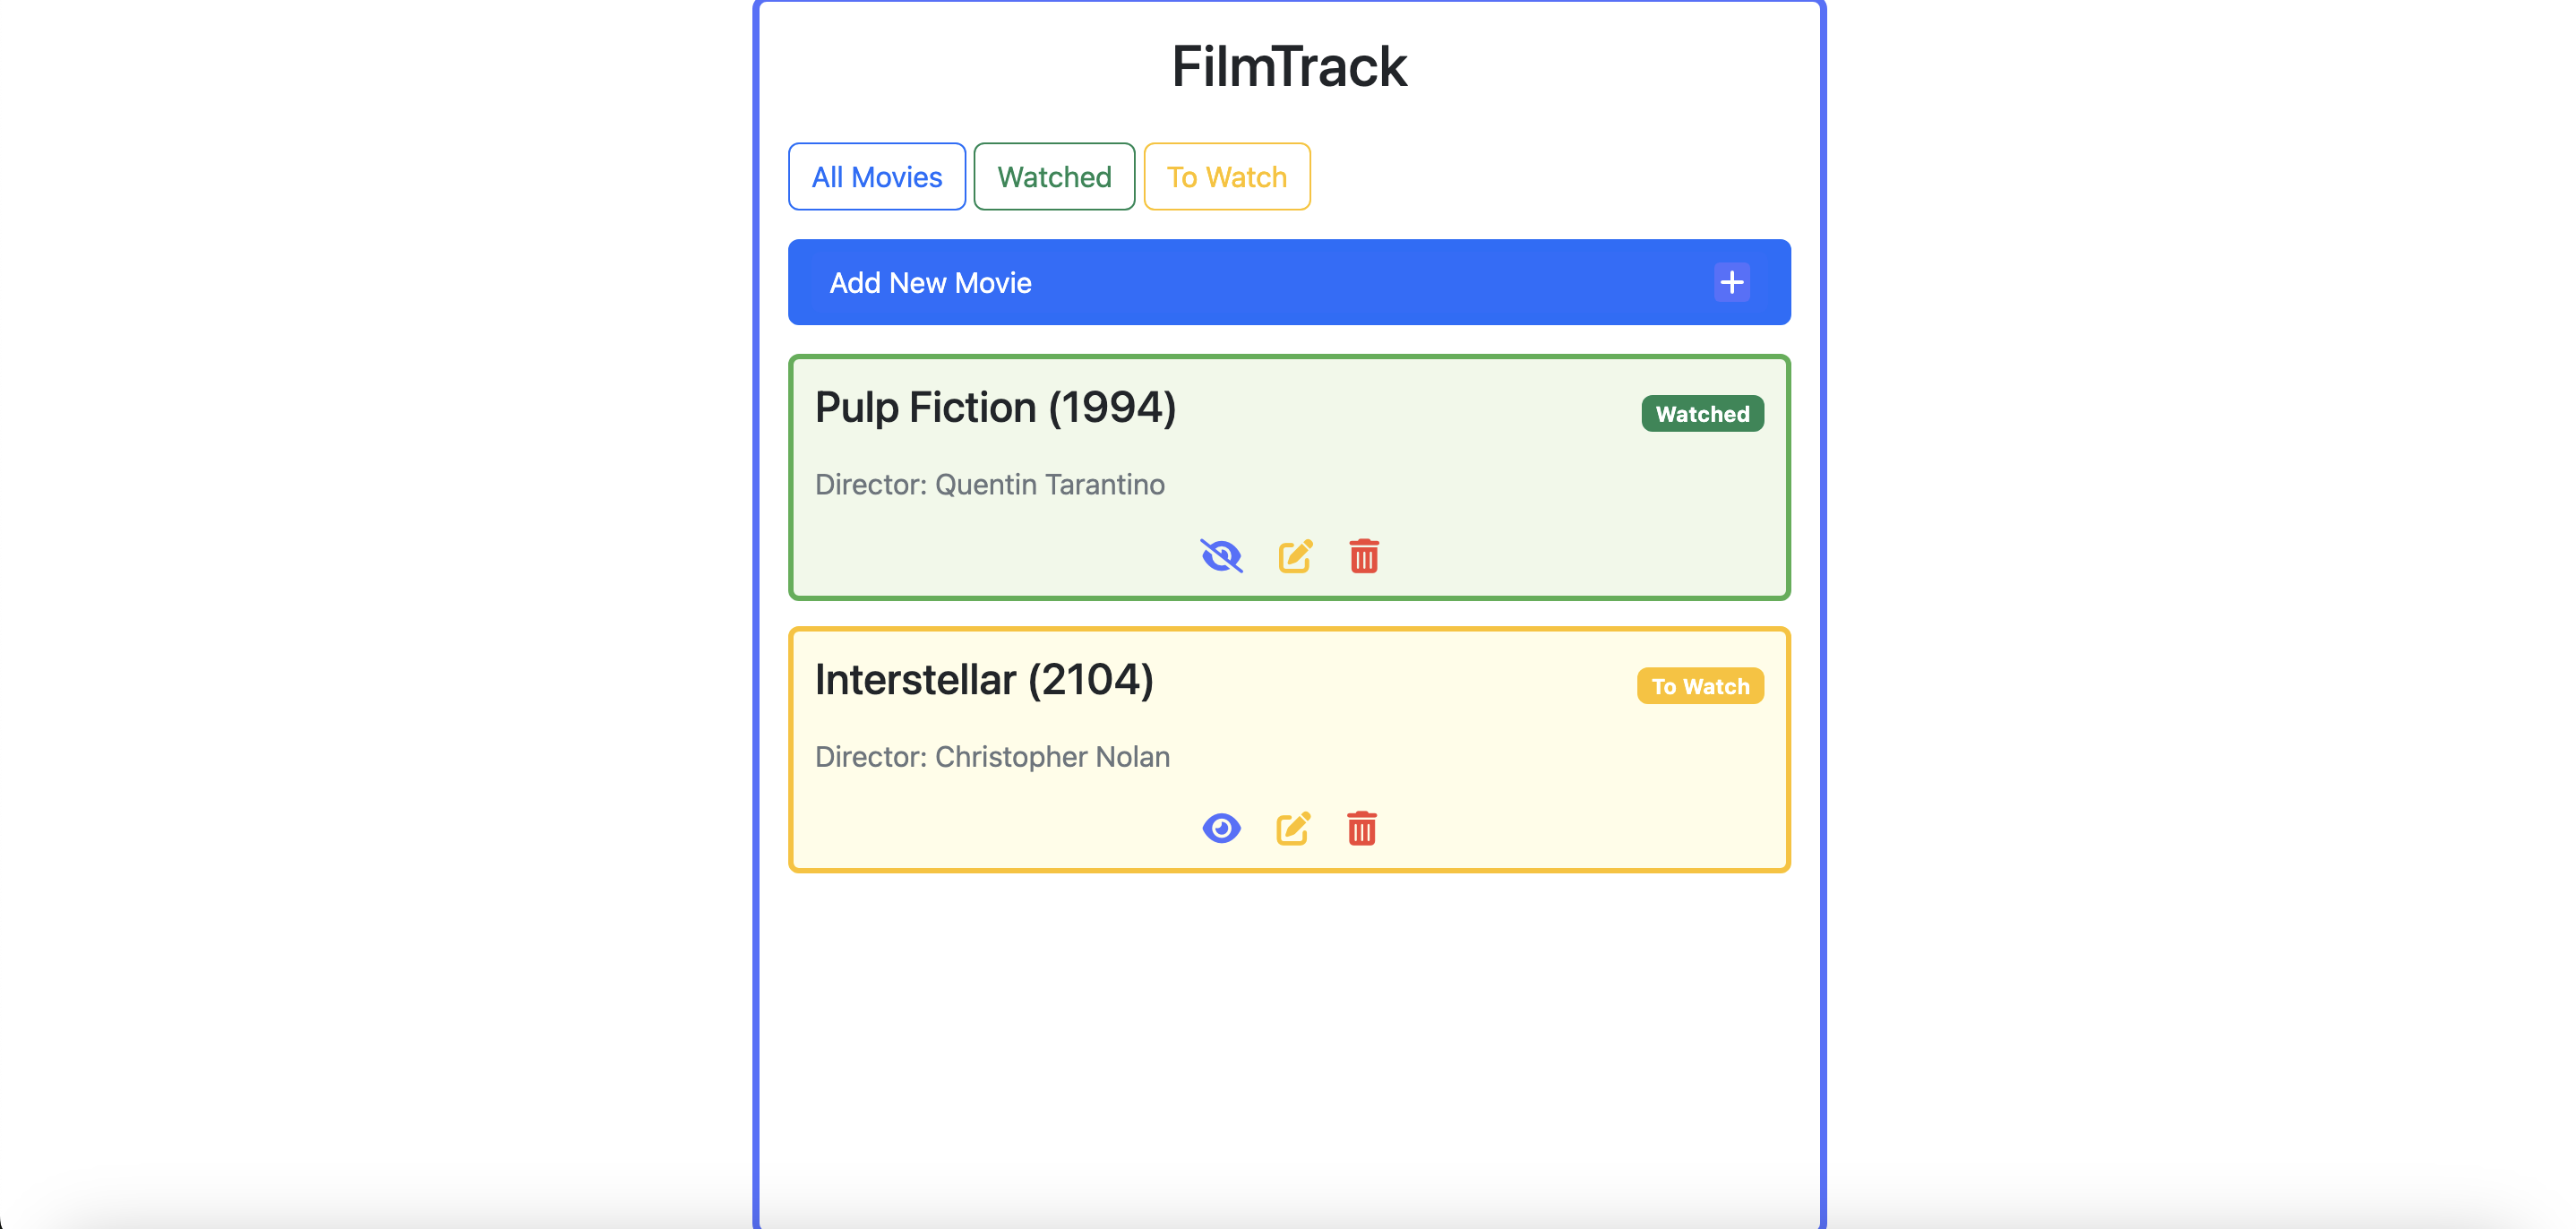 FilmTrack
All Movies Watched To Watch
Add New Movie
Pulp Fiction (1994) Watched
Director: Quentin Tarantino
Interstellar (2104) To Watch
Director: Christopher Nolan